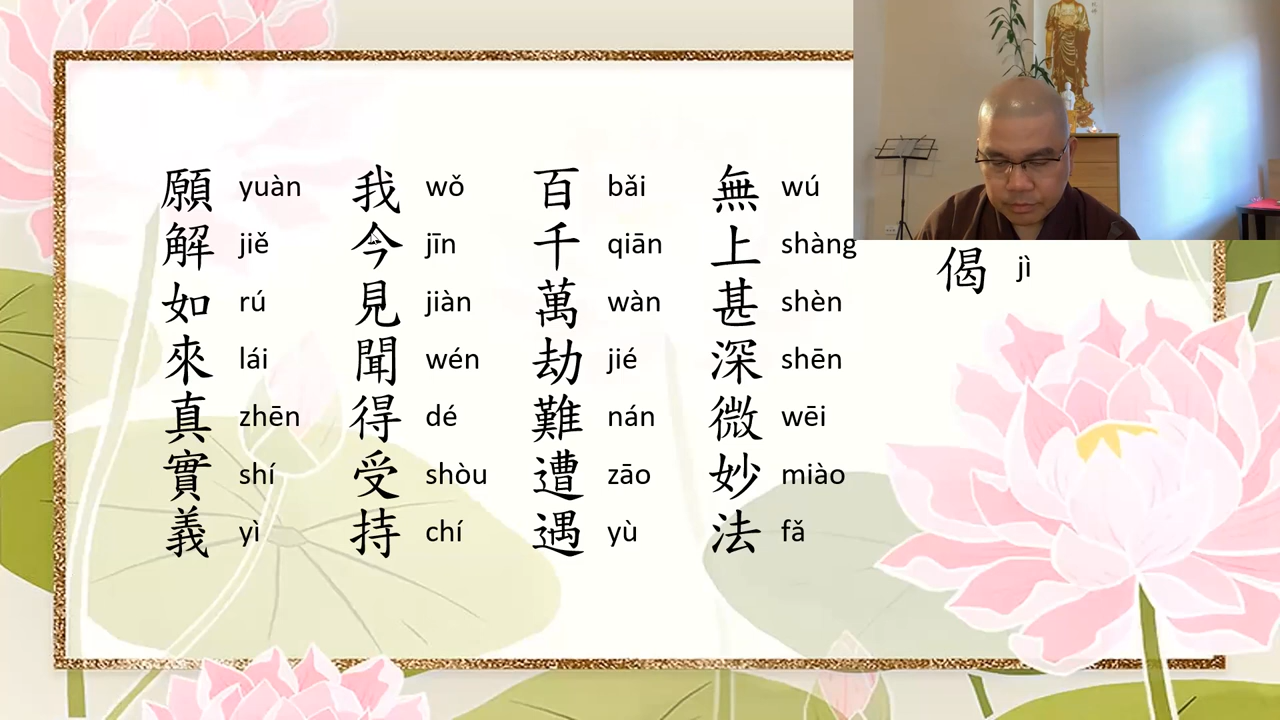 偈 jì
無 wú
上 shàng
甚 shèn
深 shēn
微 wēi
妙 miào
法 fǎ
百 bǎi
千 qiān
萬 wàn
劫 jié
難 nán
遭 zāo
遇 yù
我 wǒ
今 jīn
見 jiàn
聞 wén
得 dé
受 shòu
持 chí
願 yuàn
解 jiě
如 rú
來 lái
真 zhēn
實 shí
義 yì